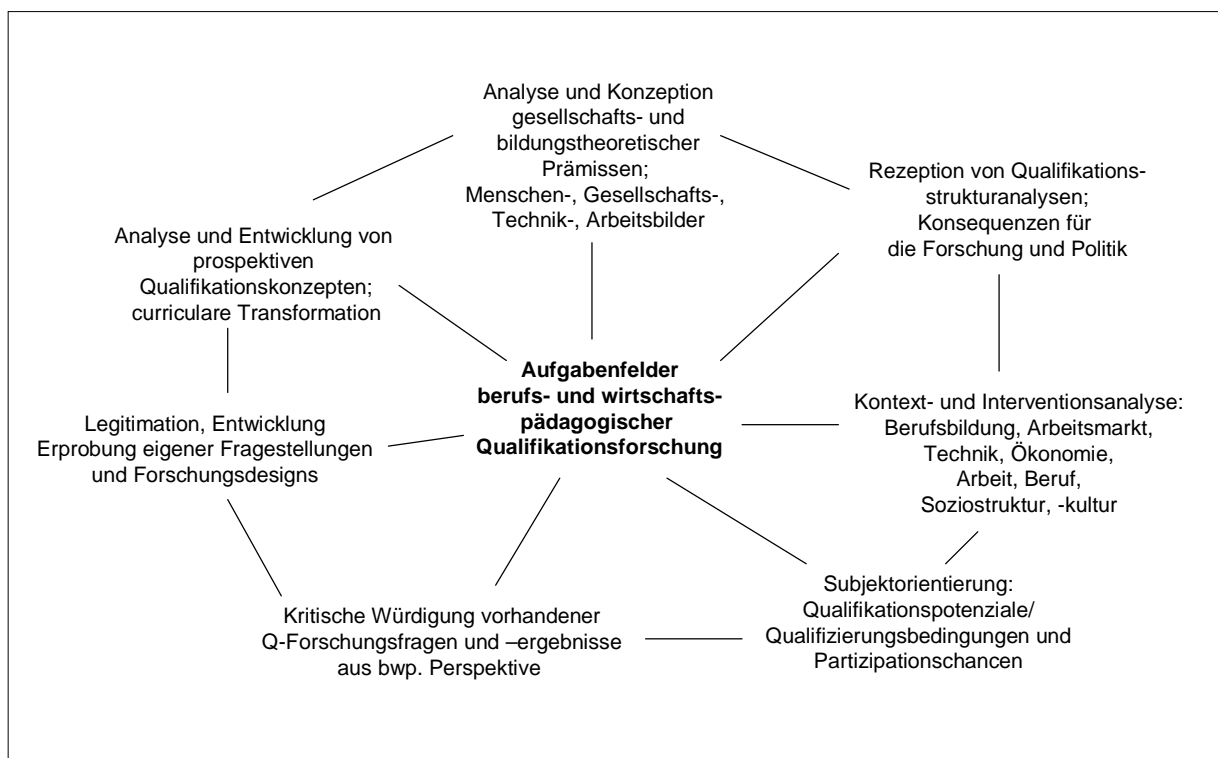 Analyse und Konzeption
gesellschafts- und
bildungstheoretischer
Prämissen;
Menschen-, Gesellschafts-,
Technik-, Arbeitsbilder
Rezeption von Qualifikations-
strukturanalysen;
Konsequenzen für
die Forschung und Politik
Analyse und Entwicklung von
prospektiven
Qualifikationskonzepten;
curriculare Transformation
Aufgabenfelder
berufs- und wirtschafts-
pädagogischer
Qualifikationsforschung
Kontext- und Interventionsanalyse:
Berufsbildung, Arbeitsmarkt,
Technik, Ökonomie,
Arbeit, Beruf,
Soziostruktur, -kultur
Legitimation, Entwicklung
Erprobung eigener Fragestellungen
und Forschungsdesigns
Subjektorientierung:
Qualifikationspotenziale/
Qualifizierungsbedingungen und
Partizipationschancen
Kritische Würdigung vorhandener
Q-Forschungsfragen und –ergebnisse
aus bwp. Perspektive